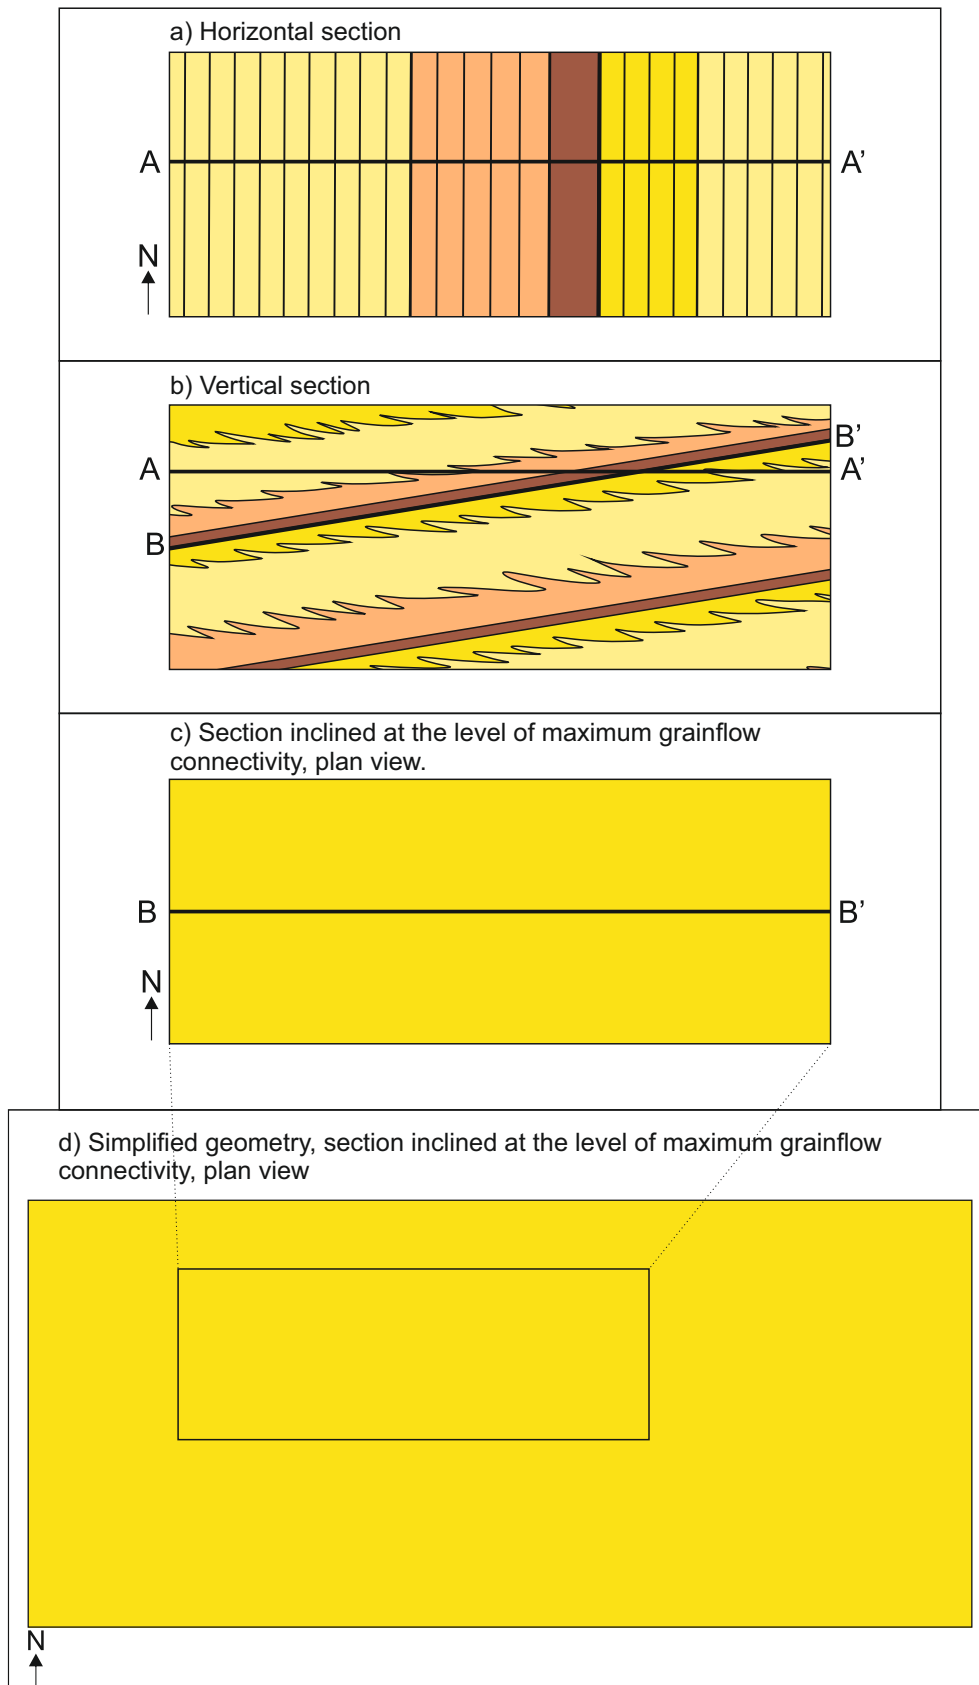 a) Horizontal section
A A’
N
b) Vertical section
B’
A A’
B
c) Section inclined at the level of maximum grainflow
connectivity, plan view.
B B’
N
d) Simplified geometry, section inclined at the level of maximum grainflow
connectivity, plan view
N